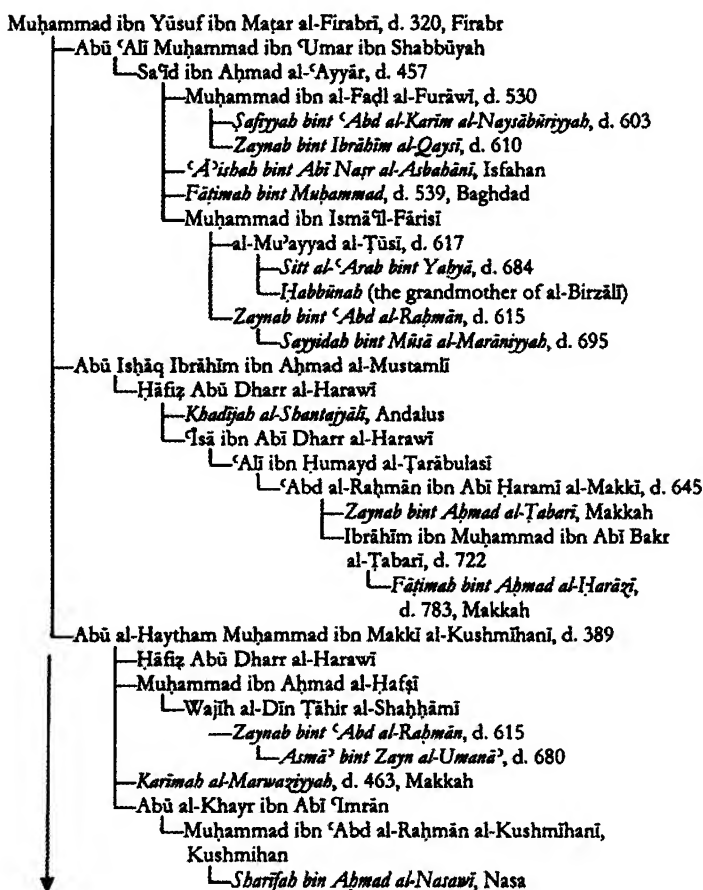 Muḥammad ibn Yūsuf ibn Maṭar al-Firabrī, d. 320, Firabr
Abū ʿAlī Muḥammad ibn ʿUmar ibn Shabbūyah
Saʿīd ibn Aḥmad al-ʿAyyār, d. 457
Muḥammad ibn al-Faḍl al-Furāwī, d. 530
Ṣafiyyah bint ʿAbd al-Karīm al-Naysābūriyyah, d. 603
Zaynab bint Ibrāhīm al-Qaysī, d. 610
ʿĀʾishah bint Abī Naṣr al-Aṣbahānī, Isfahan
Fāṭimah bint Muḥammad, d. 539, Baghdad
Muḥammad ibn Ismāʿīl-Fārisī
al-Muʾayyad al-Ṭūsī, d. 617
Sitt al-ʿArab bint Yaḥyā, d. 684
Ḥabbūnah (the grandmother of al-Birzālī)
Zaynab bint ʿAbd al-Raḥmān, d. 615
Sayyidah bint Mūsā al-Marāniyyah, d. 695
Abū Isḥāq Ibrāhīm ibn Aḥmad al-Mustamlī
Ḥāfiẓ Abū Dharr al-Harawī
Khadījah al-Shantajyālī, Andalus
ʿĪsā ibn Abī Dharr al-Harawī
ʿAlī ibn Ḥumayd al-Ṭarābulasī
ʿAbd al-Raḥmān ibn Abī Ḥaramī al-Makkī, d. 645
Zaynab bint Aḥmad al-Ṭabarī, Makkah
Ibrāhīm ibn Muḥammad ibn Abī Bakr
al-Ṭabarī, d. 722
Fāṭimah bint Aḥmad al-Ḥarāzī,
d. 783, Makkah
Abū al-Haytham Muḥammad ibn Makkī al-Kushmīhanī, d. 389
Ḥāfiẓ Abū Dharr al-Harawī
Muḥammad ibn Aḥmad al-Ḥafṣī
Wajīh al-Dīn Ṭāhir al-Shaḥḥāmī
Zaynab bint ʿAbd al-Raḥmān, d. 615
Asmāʾ bint Zayn al-Umanāʾ, d. 680
Karīmah al-Marwaziyyah, d. 463, Makkah
Abū al-Khayr ibn Abī ʿImrān
Muḥammad ibn ʿAbd al-Raḥmān al-Kushmīhanī,
Kushmihan
Sharīfah bin Aḥmad al-Nasawī, Nasa